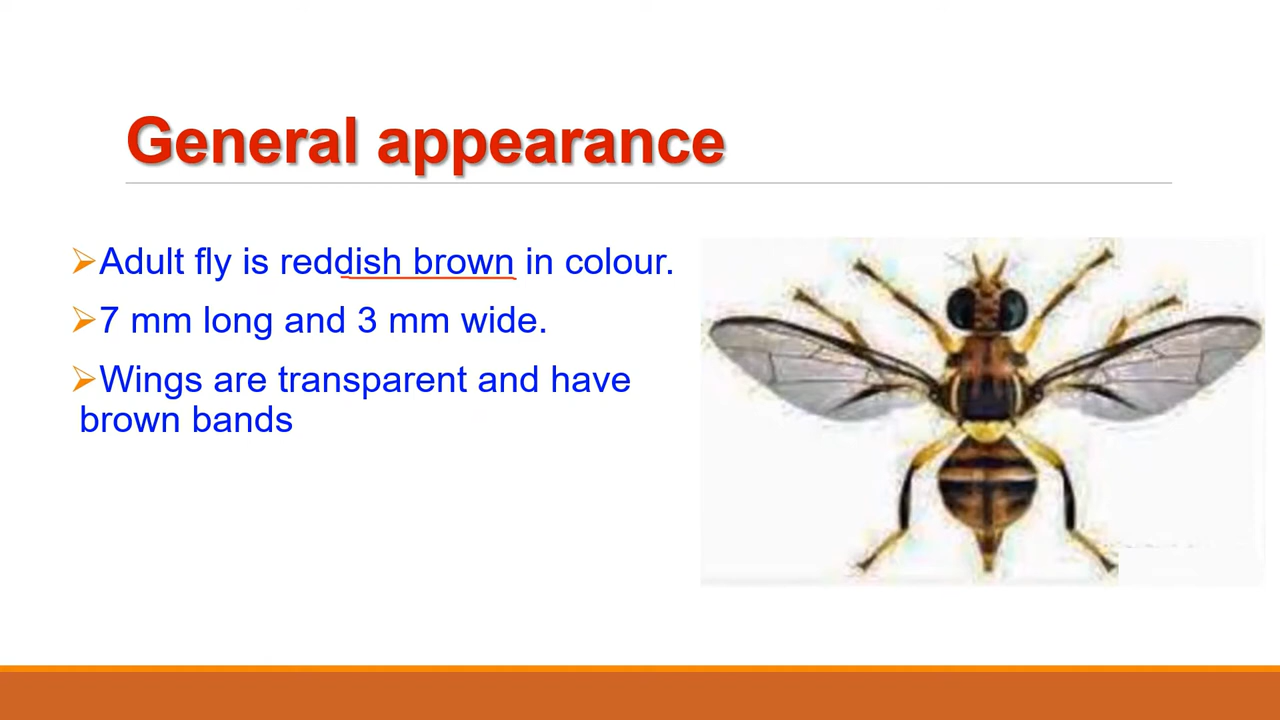 General appearance
➢Adult fly is reddish brown in colour.
➢7 mm long and 3 mm wide.
➢Wings are transparent and have
brown bands